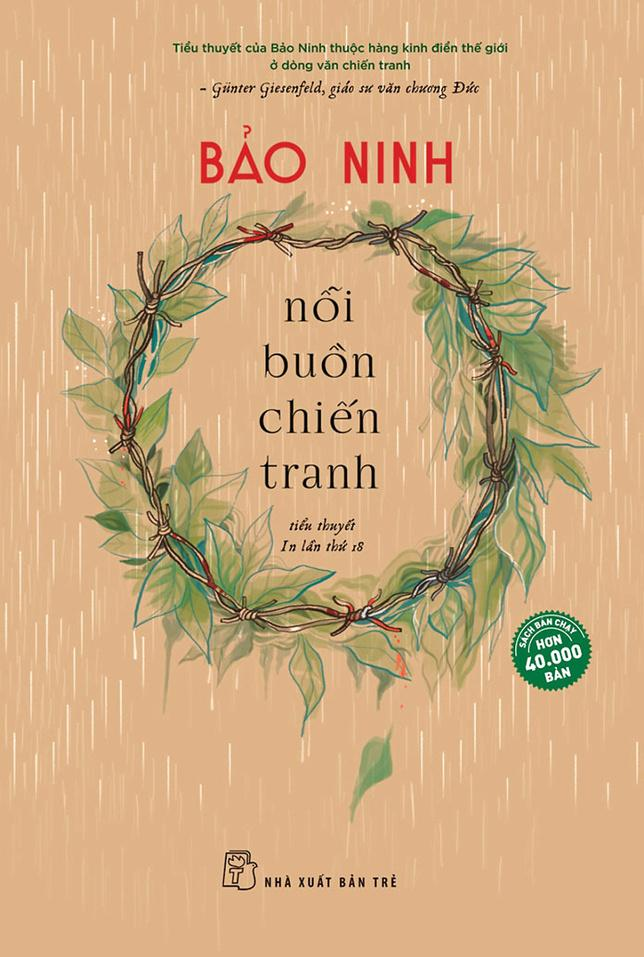 Tiểu thuyết của Bảo Ninh thuộc hàng kinh điển thế giới
ở dòng văn chiến tranh
– Günter Giesenfeld, giáo sư văn chương Đức
BẢO NINH
nỗi
buồn
chiến
tranh
tiểu thuyết
In lần thứ 18
SÁCH BÁN CHẠY
HƠN
40.000
BẢN
NHÀ XUẤT BẢN TRẺ